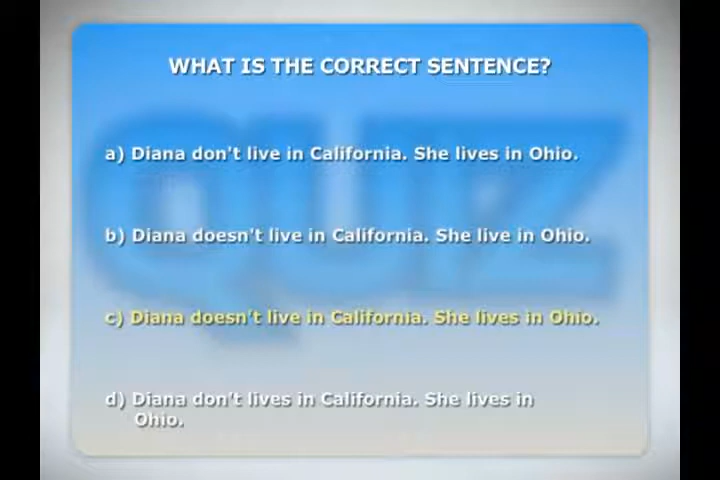 WHAT IS THE CORRECT SENTENCE?
a) Diana don't live in California. She lives in Ohio.
b) Diana doesn't live in California. She live in Ohio.
c) Diana doesn't live in California. She lives in Ohio.
d) Diana don't lives in California. She lives in
Ohio.
QUIZ